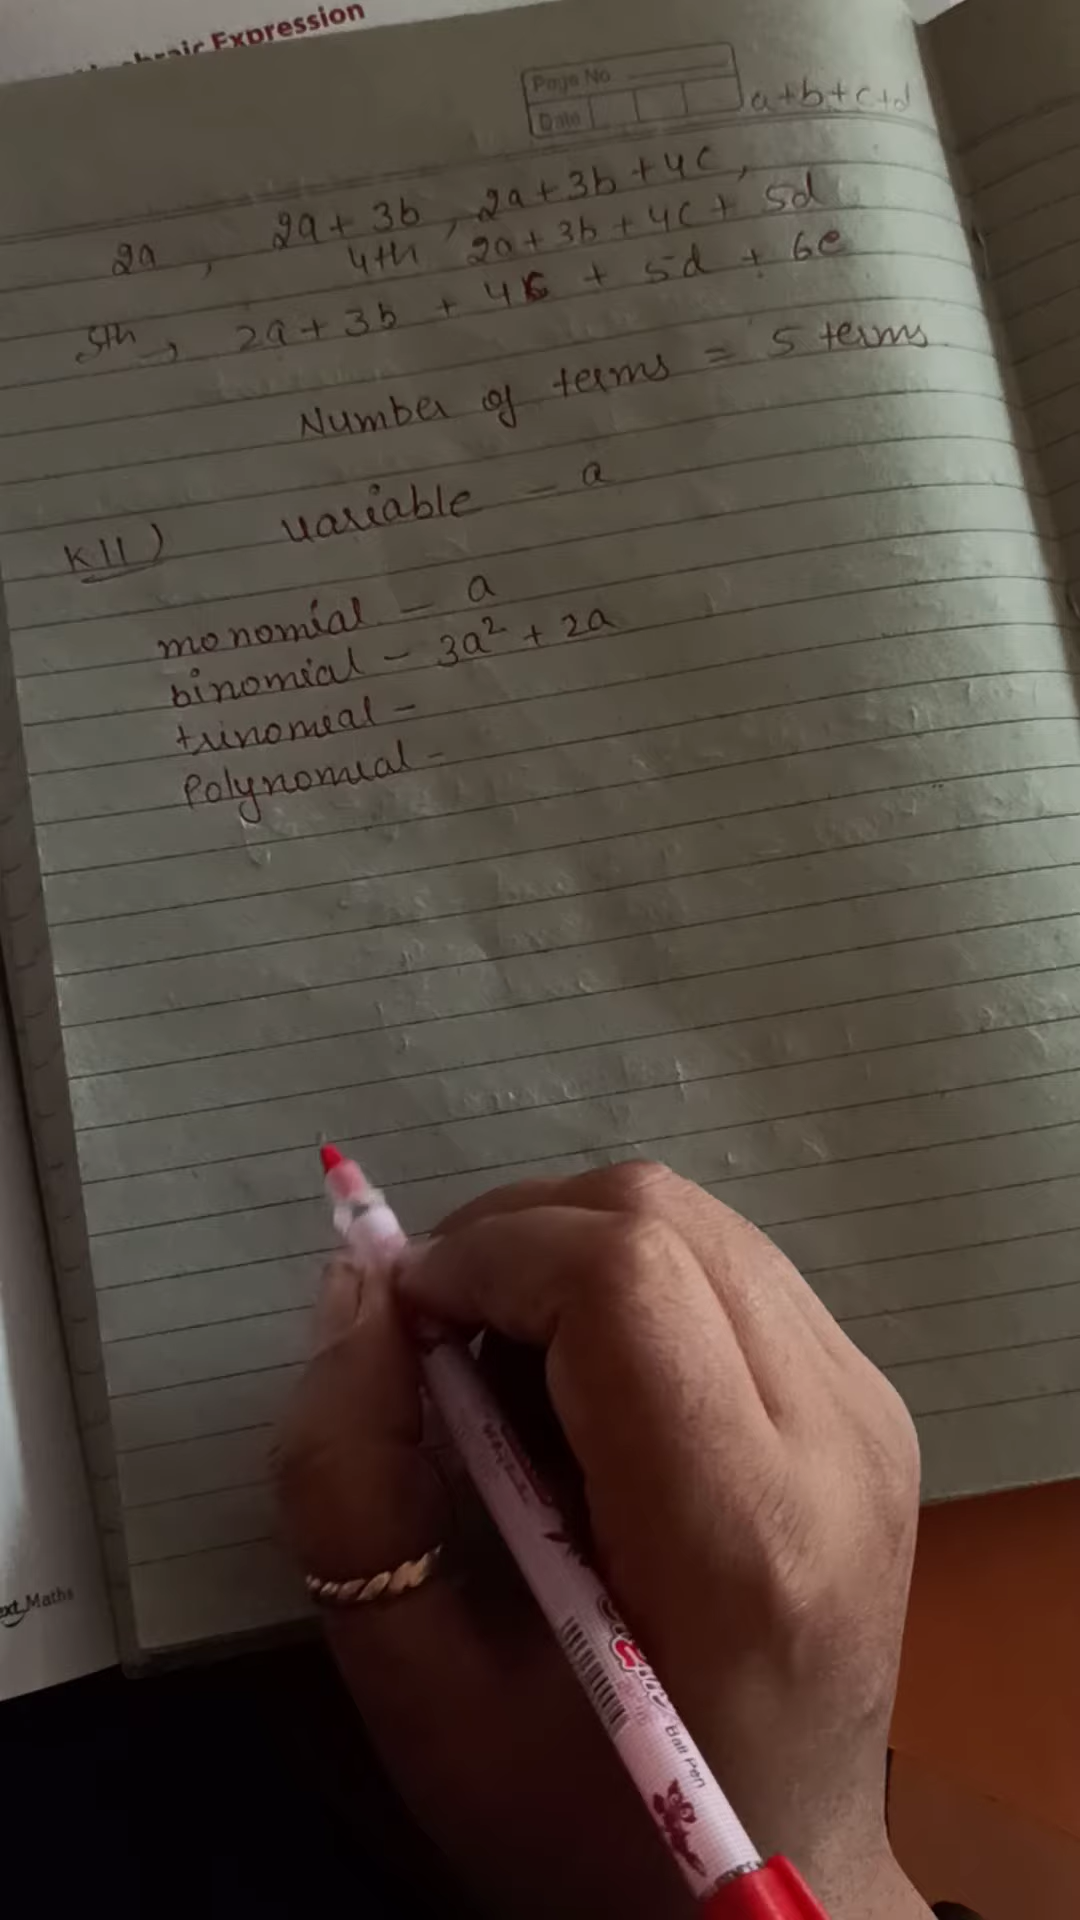 Expression
Page No.
Date
a+b+c+d
2a , 2a + 3b , 2a + 3b + 4c ,
4th 2a + 3b + 4c + 5d
5th , 2a + 3b + 4c + 5d + 6e
Number of terms = 5 terms
K11) variable - a
monomial - a
binomial - 3a² + 2a
trinomial -
Polynomial -
Maths
Ball Pen